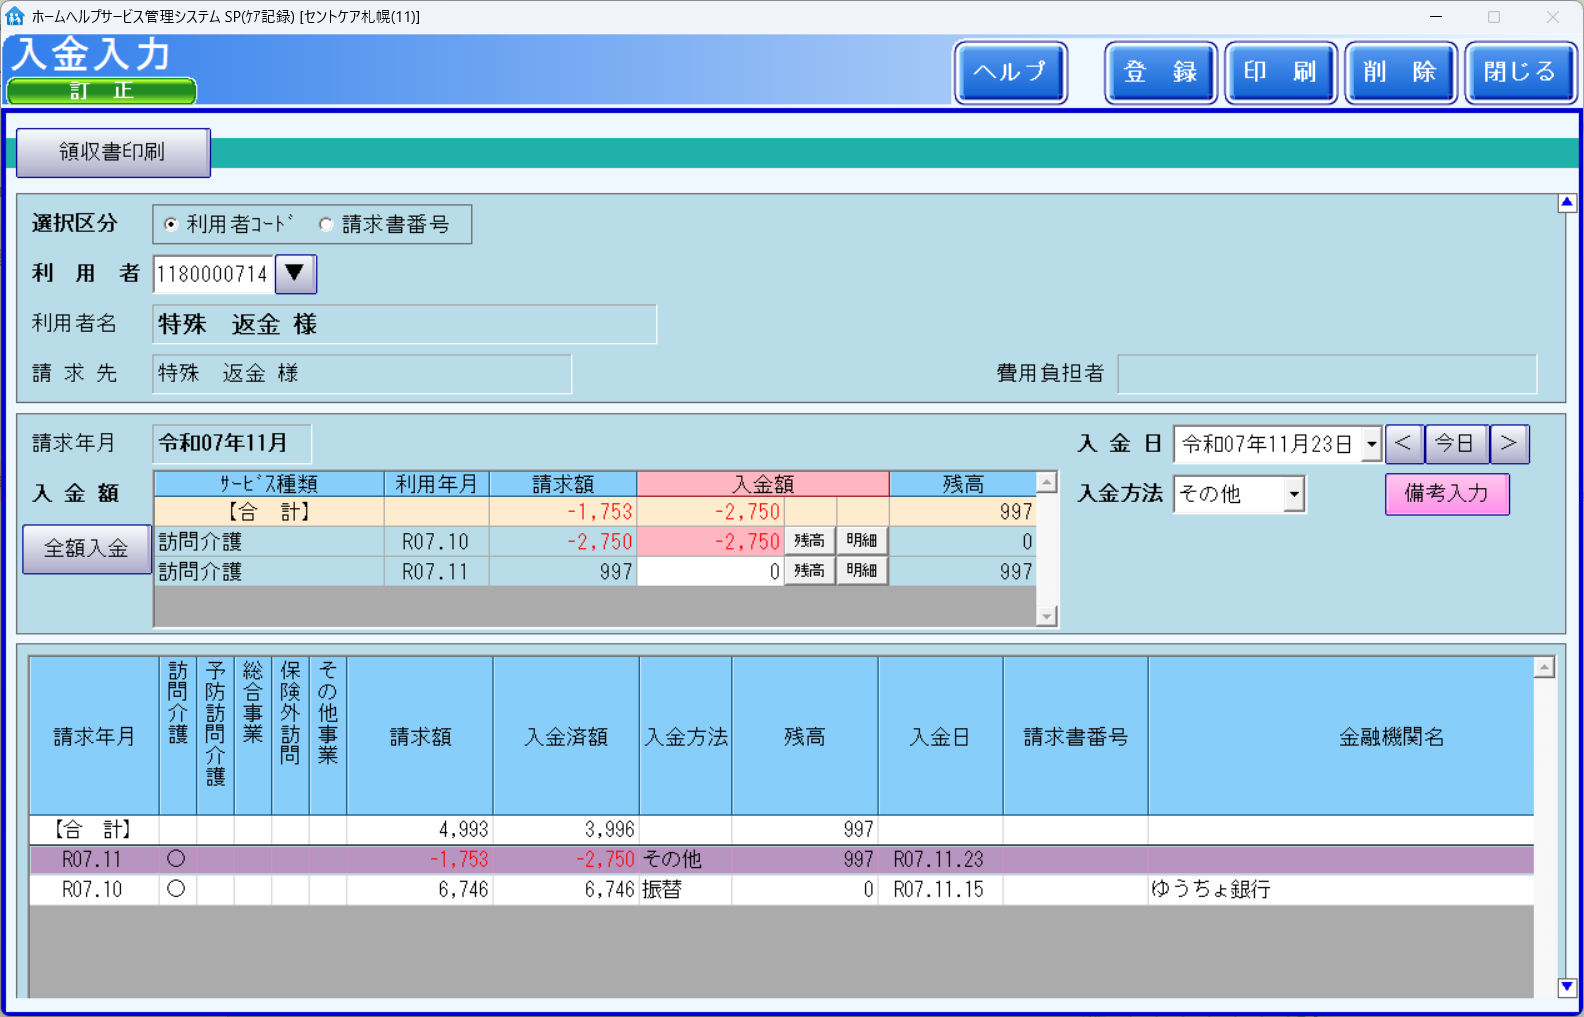 ホームヘルプサービス管理システム SP(ｹｱ記録) [セントケア札幌(11)]
入金入力
訂　正
ヘルプ
登　録
印　刷
削　除
閉じる
領収書印刷
選択区分 利用者ｺｰﾄﾞ 請求書番号
利　用　者 1180000714 ▼
利用者名 特殊　返金 様
請 求 先 特殊　返金 様 費用負担者
請求年月 令和07年11月 入 金 日 令和07年11月23日 < 今日 >
入金方法 その他 備考入力
入 金 額
全額入金
ｻｰﾋﾞｽ種類 利用年月 請求額 入金額 残高
【合　計】 -1,753 -2,750 997
訪問介護 R07.10 -2,750 -2,750 残高 明細 0
訪問介護 R07.11 997 0 残高 明細 997
請求年月 訪問介護 予防訪問介護 総合事業 保険外訪問 その他事業 請求額 入金済額 入金方法 残高 入金日 請求書番号 金融機関名
【合　計】 4,993 3,996 997
R07.11 ○ -1,753 -2,750 その他 997 R07.11.23
R07.10 ○ 6,746 6,746 振替 0 R07.11.15 ゆうちょ銀行